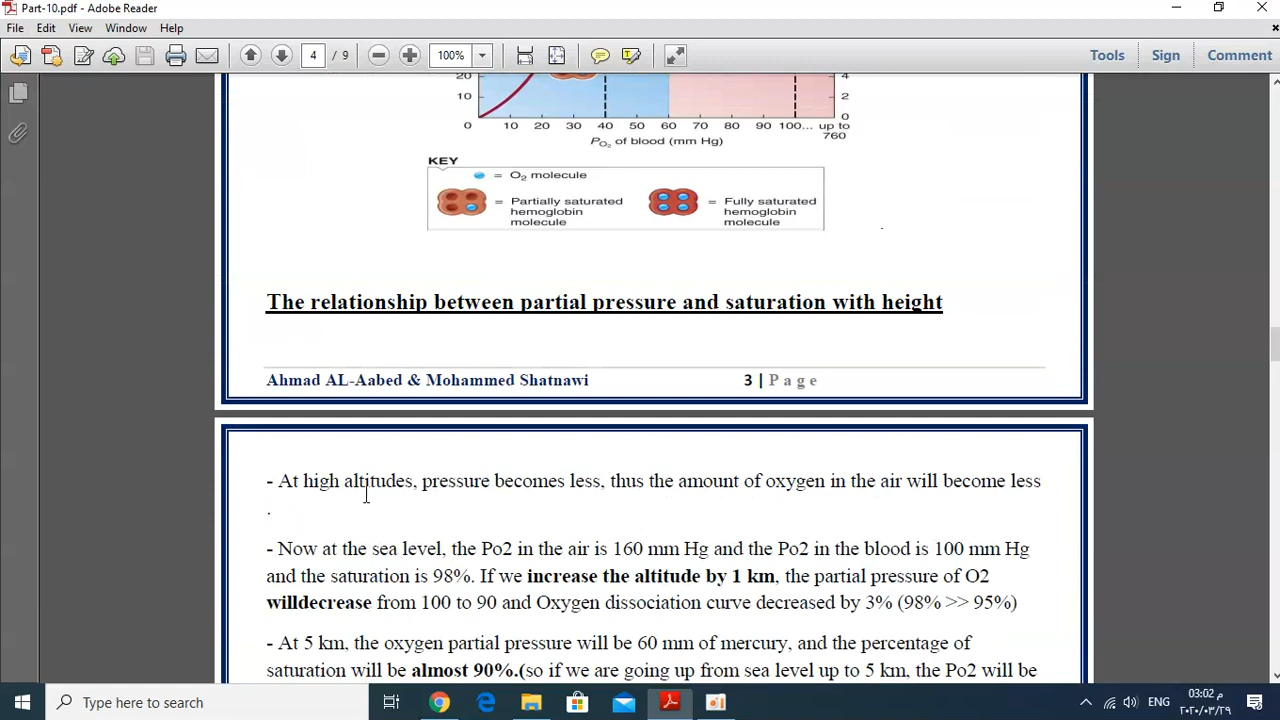 Part-10.pdf - Adobe Reader
File Edit View Window Help
4 / 9 100% Tools Sign Comment
20 4
10 2
0
0 10 20 30 40 50 60 70 80 90 100... up to
760
PO2 of blood (mm Hg)
KEY
= O2 molecule
= Partially saturated hemoglobin molecule
= Fully saturated hemoglobin molecule
The relationship between partial pressure and saturation with height
Ahmad AL-Aabed & Mohammed Shatnawi 3 | Page
- At high altitudes, pressure becomes less, thus the amount of oxygen in the air will become less
.
- Now at the sea level, the Po2 in the air is 160 mm Hg and the Po2 in the blood is 100 mm Hg
and the saturation is 98%. If we increase the altitude by 1 km, the partial pressure of O2
willdecrease from 100 to 90 and Oxygen dissociation curve decreased by 3% (98% >> 95%)
- At 5 km, the oxygen partial pressure will be 60 mm of mercury, and the percentage of
saturation will be almost 90%.(so if we are going up from sea level up to 5 km, the Po2 will be
Type here to search
ENG
03:02 م
٢٠٢٠/٠٣/٢٩